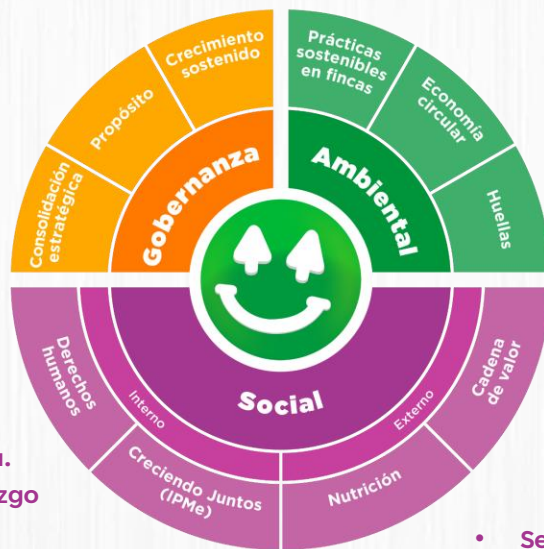 Crecimiento
sostenido
Propósito
Consolidación
estratégica
Gobernanza
Prácticas
sostenibles
en fincas
Economía
circular
Huellas
Ambiental
Derechos
humanos
Interno
Social
Externo
Cadena
de valor
Creciendo Juntos
(IPMe)
Nutrición
• Se